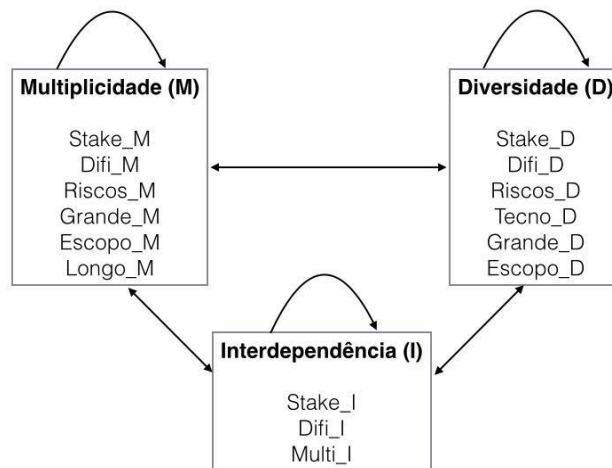 Multiplicidade (M)
Stake_M
Difi_M
Riscos_M
Grande_M
Escopo_M
Longo_M
Diversidade (D)
Stake_D
Difi_D
Riscos_D
Tecno_D
Grande_D
Escopo_D
Interdependência (I)
Stake_I
Difi_I
Multi_I